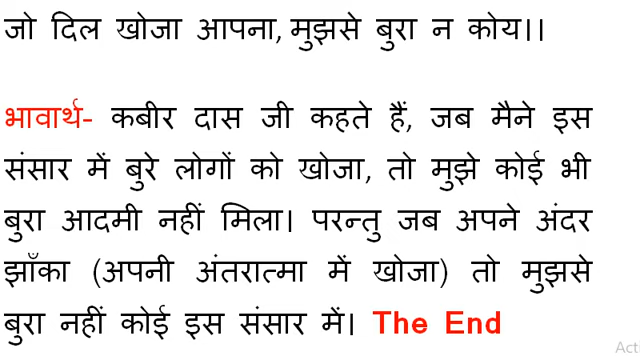 जो दिल खोजा आपना, मुझसे बुरा न कोय।।
भावार्थ- कबीर दास जी कहते हैं, जब मैने इस
संसार में बुरे लोगों को खोजा, तो मुझे कोई भी
बुरा आदमी नहीं मिला। परन्तु जब अपने अंदर
झाँका (अपनी अंतरात्मा में खोजा) तो मुझसे
बुरा नहीं कोई इस संसार में। The End
Acti